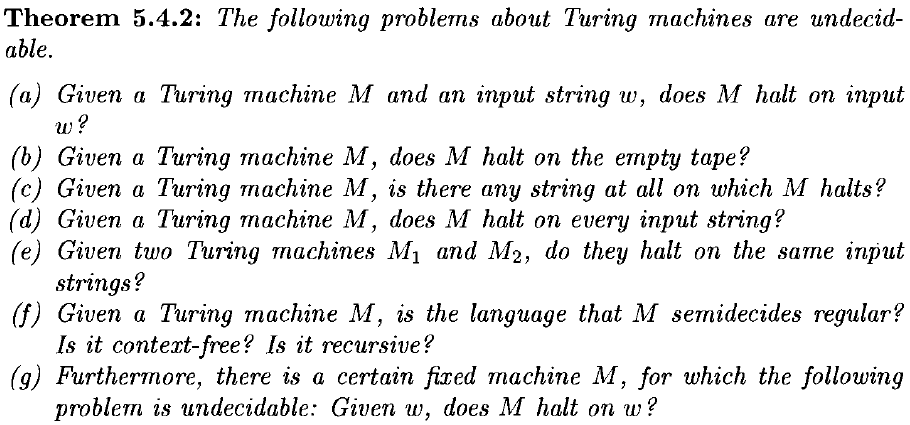 Theorem 5.4.2: The following problems about Turing machines are undecid-
able.
(a) Given a Turing machine M and an input string w, does M halt on input
w?
(b) Given a Turing machine M, does M halt on the empty tape?
(c) Given a Turing machine M, is there any string at all on which M halts?
(d) Given a Turing machine M, does M halt on every input string?
(e) Given two Turing machines M₁ and M₂, do they halt on the same input
strings?
(f) Given a Turing machine M, is the language that M semidecides regular?
Is it context-free? Is it recursive?
(g) Furthermore, there is a certain fixed machine M, for which the following
problem is undecidable: Given w, does M halt on w?